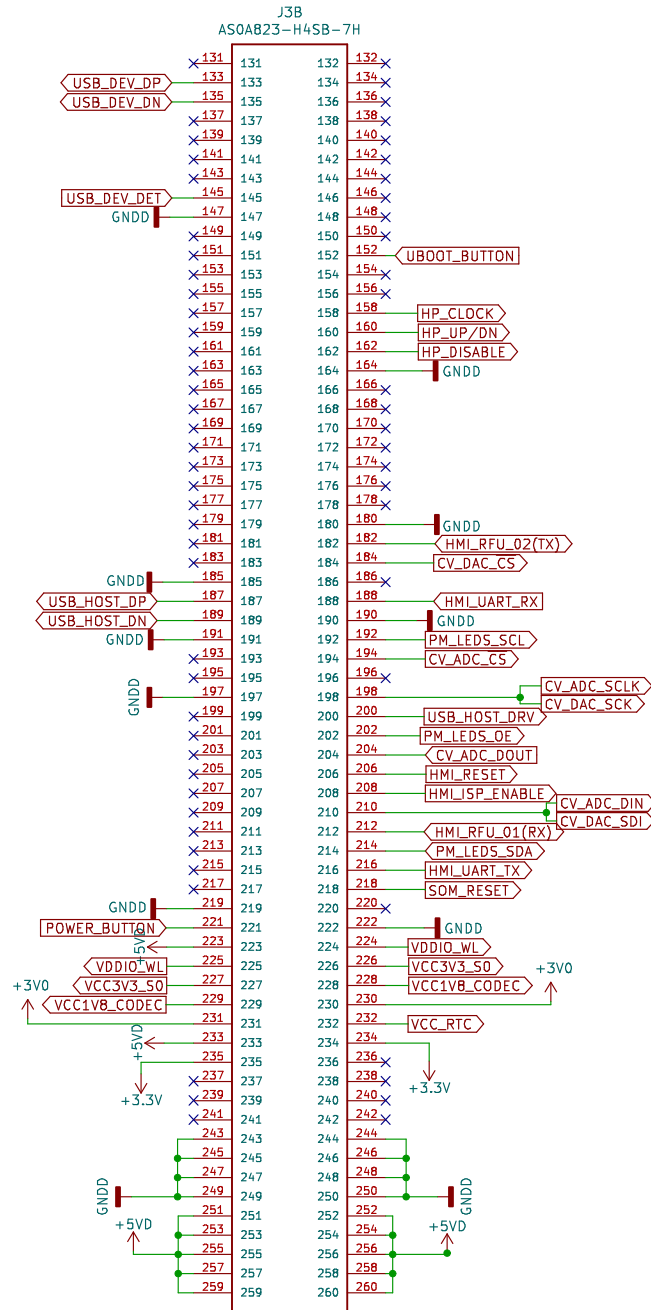 J3B
AS0A823-H4SB-7H
131 131 132 132
USB_DEV_DP 133 133 134 134
USB_DEV_DN 135 135 136 136
137 137 138 138
139 139 140 140
141 141 142 142
143 143 144 144
USB_DEV_DET 145 145 146 146
GNDD 147 147 148 148
149 149 150 150
151 151 152 152 UBOOT_BUTTON
153 153 154 154
155 155 156 156
157 157 158 158 HP_CLOCK
159 159 160 160 HP_UP/DN
161 161 162 162 HP_DISABLE
163 163 164 164 GNDD
165 165 166 166
167 167 168 168
169 169 170 170
171 171 172 172
173 173 174 174
175 175 176 176
177 177 178 178
179 179 180 180 GNDD
181 181 182 182 HMI_RFU_02(TX)
183 183 184 184 CV_DAC_CS
GNDD 185 185 186 186
USB_HOST_DP 187 187 188 188 HMI_UART_RX
USB_HOST_DN 189 189 190 190 GNDD
GNDD 191 191 192 192 PM_LEDS_SCL
193 193 194 194 CV_ADC_CS
195 195 196 196
CV_ADC_SCLK
GNDD 197 197 198 198
CV_DAC_SCK
199 199 200 200 USB_HOST_DRV
201 201 202 202 PM_LEDS_OE
203 203 204 204 CV_ADC_DOUT
205 205 206 206 HMI_RESET
207 207 208 208 HMI_ISP_ENABLE
CV_ADC_DIN
209 209 210 210
CV_DAC_SDI
211 211 212 212 HMI_RFU_01(RX)
213 213 214 214 PM_LEDS_SDA
215 215 216 216 HMI_UART_TX
217 217 218 218 SOM_RESET
GNDD 219 219 220 220
POWER_BUTTON 221 221 222 222 GNDD
+5VD 223 223 224 224 VDDIO_WL
VDDIO_WL 225 225 226 226 VCC3V3_S0
VCC3V3_S0 227 227 228 228 VCC1V8_CODEC
+3V0
VCC1V8_CODEC 229 229 230 230 +3V0
231 231 232 232 VCC_RTC
+5VD 233 233 234 234
235 235 236 236
237 237 238 238
+3.3V 239 239 240 240 +3.3V
241 241 242 242
243 243 244 244
245 245 246 246
247 247 248 248
GNDD 249 249 250 250 GNDD
251 251 252 252
+5VD 253 253 254 254 +5VD
255 255 256 256
257 257 258 258
259 259 260 260